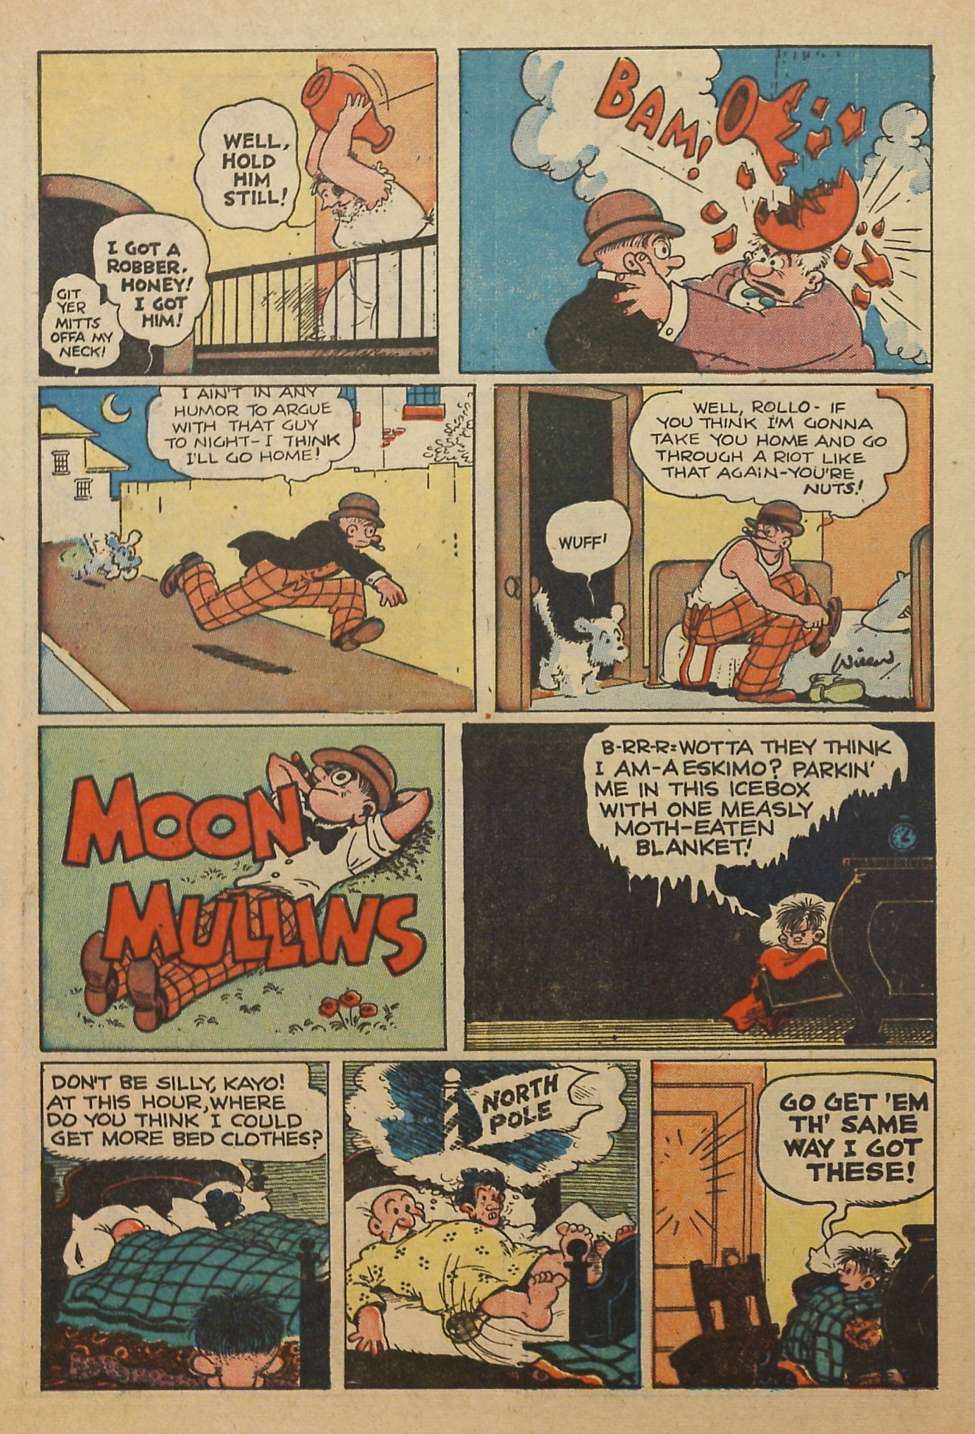 WELL,
HOLD
HIM
STILL!
I GOT A
ROBBER,
HONEY!
I GOT
HIM!
GIT
YER
MITTS
OFFA MY
NECK!
BAM!
I AIN'T IN ANY
HUMOR TO ARGUE
WITH THAT GUY
TO NIGHT-I THINK
I'LL GO HOME!
WELL, ROLLO- IF
YOU THINK I'M GONNA
TAKE YOU HOME AND GO
THROUGH A RIOT LIKE
THAT AGAIN-YOU'RE
NUTS!
WUFF!
Willard
MOON
MULLINS
B-RR-R: WOTTA THEY THINK
I AM-A ESKIMO? PARKIN'
ME IN THIS ICEBOX
WITH ONE MEASLY
MOTH-EATEN
BLANKET!
DON'T BE SILLY, KAYO!
AT THIS HOUR, WHERE
DO YOU THINK I COULD
GET MORE BED CLOTHES?
NORTH
POLE
GO GET 'EM
TH' SAME
WAY I GOT
THESE!